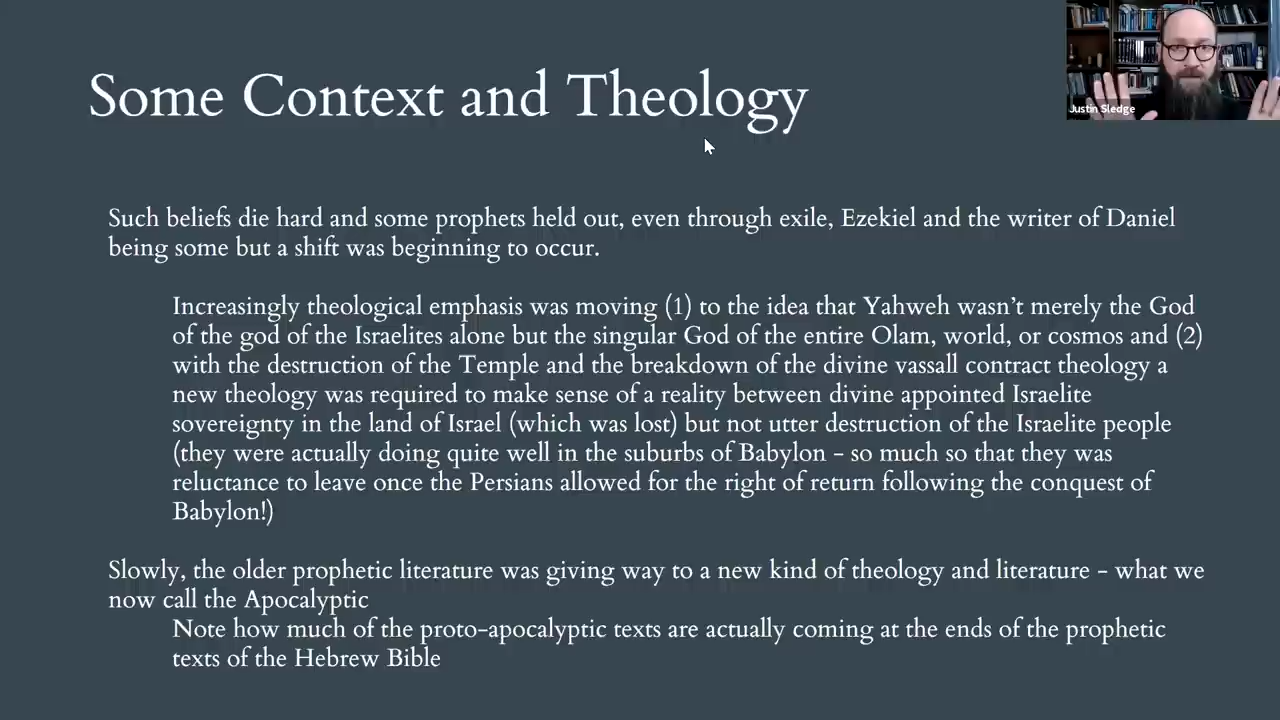 Justin Sledge
Some Context and Theology
Such beliefs die hard and some prophets held out, even through exile, Ezekiel and the writer of Daniel
being some but a shift was beginning to occur.
Increasingly theological emphasis was moving (1) to the idea that Yahweh wasn't merely the God
of the god of the Israelites alone but the singular God of the entire Olam, world, or cosmos and (2)
with the destruction of the Temple and the breakdown of the divine vassall contract theology a
new theology was required to make sense of a reality between divine appointed Israelite
sovereignty in the land of Israel (which was lost) but not utter destruction of the Israelite people
(they were actually doing quite well in the suburbs of Babylon - so much so that they was
reluctance to leave once the Persians allowed for the right of return following the conquest of
Babylon!)
Slowly, the older prophetic literature was giving way to a new kind of theology and literature - what we
now call the Apocalyptic
Note how much of the proto-apocalyptic texts are actually coming at the ends of the prophetic
texts of the Hebrew Bible